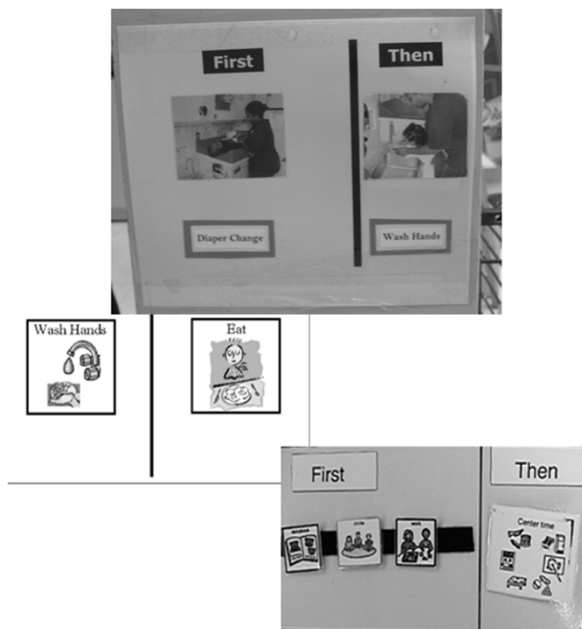 First
Then
Diaper Change
Wash Hands
Wash Hands
Eat
First
Then
Center time